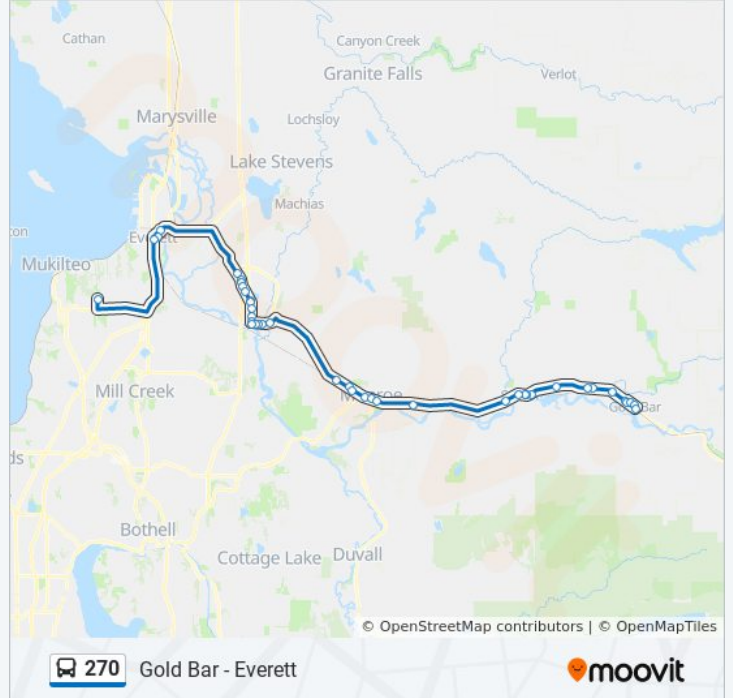 Cathan
Canyon Creek
Granite Falls
Verlot
Marysville
Lochsloy
Lake Stevens
Machias
Mukilteo
Mill Creek
ds
Bothell
Cottage Lake
Duvall
© OpenStreetMap contributors | © OpenMapTiles
270 Gold Bar - Everett
moovit